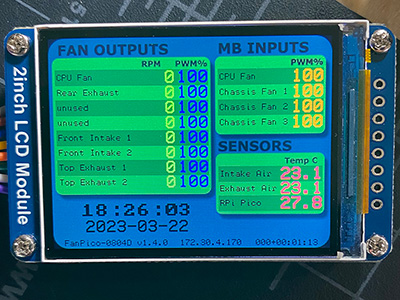 2inch LCD Module
FAN OUTPUTS
RPM PWM%
CPU Fan 0 100
Rear Exhaust 0 100
unused 0 100
unused 0 100
Front Intake 1 0 100
Front Intake 2 0 100
Top Exhaust 1 0 100
Top Exhaust 2 0 100
MB INPUTS
PWM%
CPU Fan 100
Chassis Fan 1 100
Chassis Fan 2 100
Chassis Fan 3 100
SENSORS
Temp C
Intake Air 23.1
Exhaust Air 23.1
RPi Pico 27.8
18:26:03
2023-03-22
FanPico-0804D v1.4.0 172.30.4.170 000+00:01:13